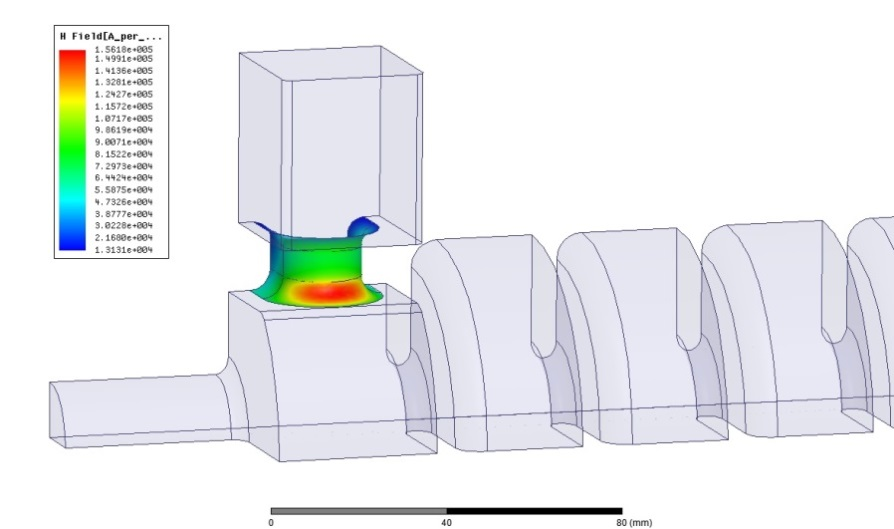 H Field[A_per_...
1.5618e+005
1.4991e+005
1.4136e+005
1.3281e+005
1.2427e+005
1.1572e+005
1.0717e+005
9.8619e+004
9.0071e+004
8.1522e+004
7.2973e+004
6.4424e+004
5.5875e+004
4.7326e+004
3.8777e+004
3.0228e+004
2.1680e+004
1.3131e+004
0 40 80 (mm)